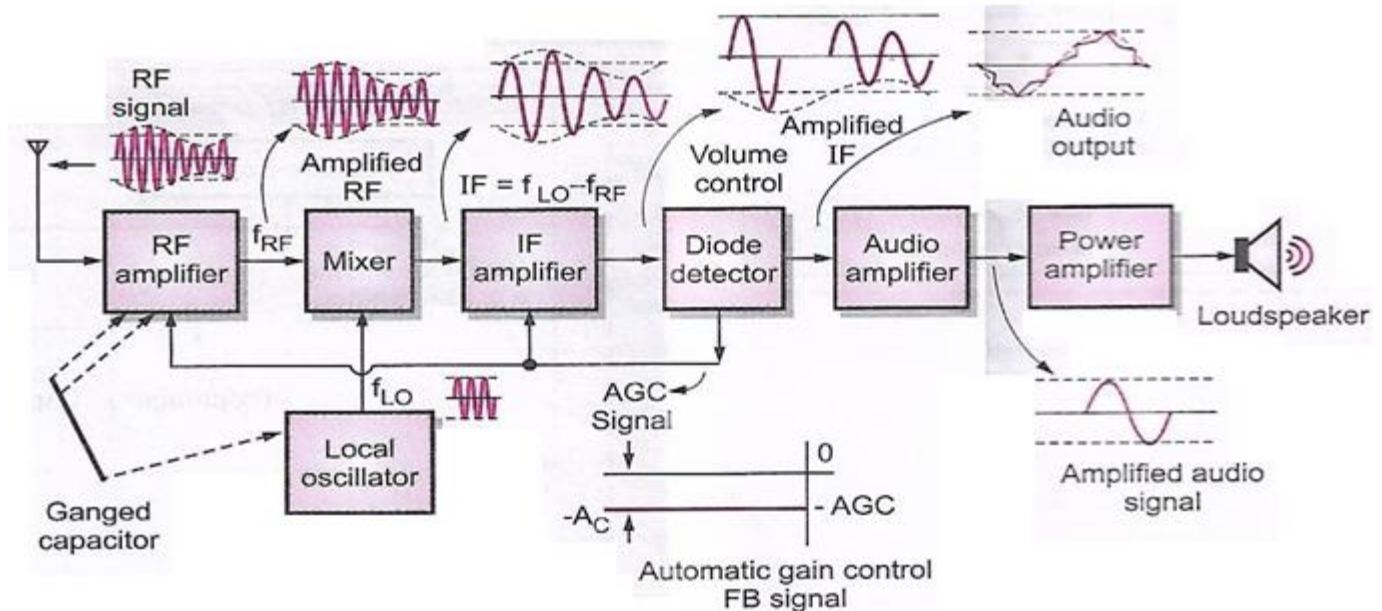 RF
signal
Amplified
RF
IF = f LO–fRF
Volume
control
Amplified
IF
Audio
output
RF
amplifier
fRF
Mixer
IF
amplifier
Diode
detector
Audio
amplifier
Power
amplifier
Loudspeaker
fLO
Local
oscillator
Ganged
capacitor
AGC
Signal
0
-AC
- AGC
Automatic gain control
FB signal
Amplified audio
signal